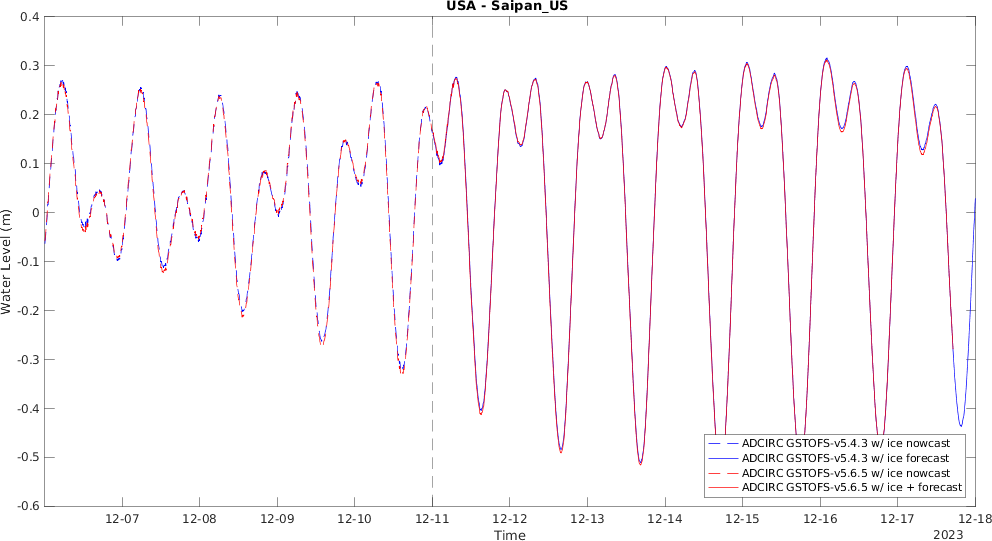 USA - Saipan_US
0.4
0.3
0.2
0.1
0
-0.1
-0.2
-0.3
-0.4
-0.5
-0.6
Water Level (m)
ADCIRC GSTOFS-v5.4.3 w/ ice nowcast
ADCIRC GSTOFS-v5.4.3 w/ ice forecast
ADCIRC GSTOFS-v5.6.5 w/ ice nowcast
ADCIRC GSTOFS-v5.6.5 w/ ice + forecast
12-07 12-08 12-09 12-10 12-11 12-12 12-13 12-14 12-15 12-16 12-17 12-18
Time
2023